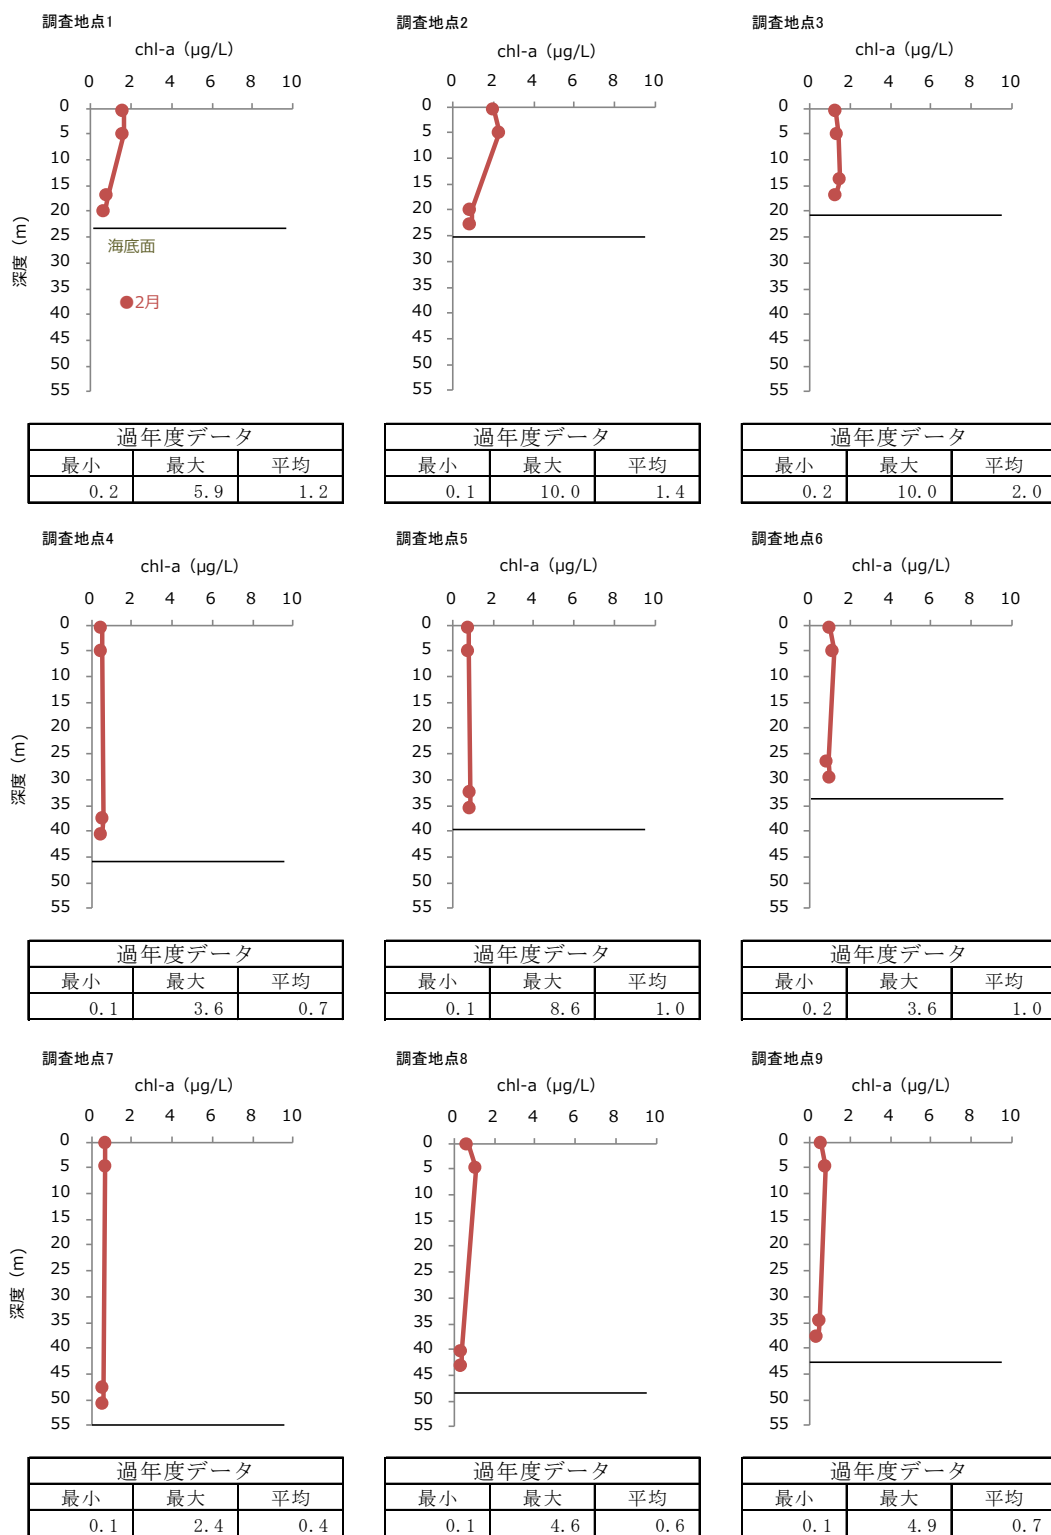 調査地点1
chl-a (μg/L)
0 2 4 6 8 10
0
5
10
15
20
25
30
35
40
45
50
55
深度 (m)
海底面
2月
過年度データ
最小 最大 平均
0.2 5.9 1.2
調査地点2
chl-a (μg/L)
0 2 4 6 8 10
0
5
10
15
20
25
30
35
40
45
50
55
過年度データ
最小 最大 平均
0.1 10.0 1.4
調査地点3
chl-a (μg/L)
0 2 4 6 8 10
0
5
10
15
20
25
30
35
40
45
50
55
過年度データ
最小 最大 平均
0.2 10.0 2.0
調査地点4
chl-a (μg/L)
0 2 4 6 8 10
0
5
10
15
20
25
30
35
40
45
50
55
深度 (m)
過年度データ
最小 最大 平均
0.1 3.6 0.7
調査地点5
chl-a (μg/L)
0 2 4 6 8 10
0
5
10
15
20
25
30
35
40
45
50
55
過年度データ
最小 最大 平均
0.1 8.6 1.0
調査地点6
chl-a (μg/L)
0 2 4 6 8 10
0
5
10
15
20
25
30
35
40
45
50
55
過年度データ
最小 最大 平均
0.2 3.6 1.0
調査地点7
chl-a (μg/L)
0 2 4 6 8 10
0
5
10
15
20
25
30
35
40
45
50
55
深度 (m)
過年度データ
最小 最大 平均
0.1 2.4 0.4
調査地点8
chl-a (μg/L)
0 2 4 6 8 10
0
5
10
15
20
25
30
35
40
45
50
55
過年度データ
最小 最大 平均
0.1 4.6 0.6
調査地点9
chl-a (μg/L)
0 2 4 6 8 10
0
5
10
15
20
25
30
35
40
45
50
55
過年度データ
最小 最大 平均
0.1 4.9 0.7